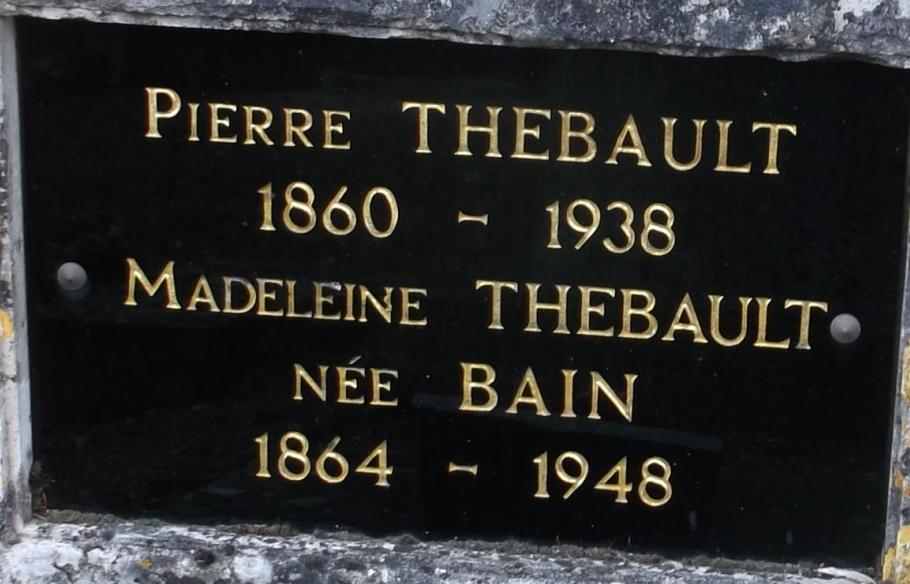 Pierre THEBAULT
1860 - 1938
Madeleine THEBAULT
née BAIN
1864 - 1948